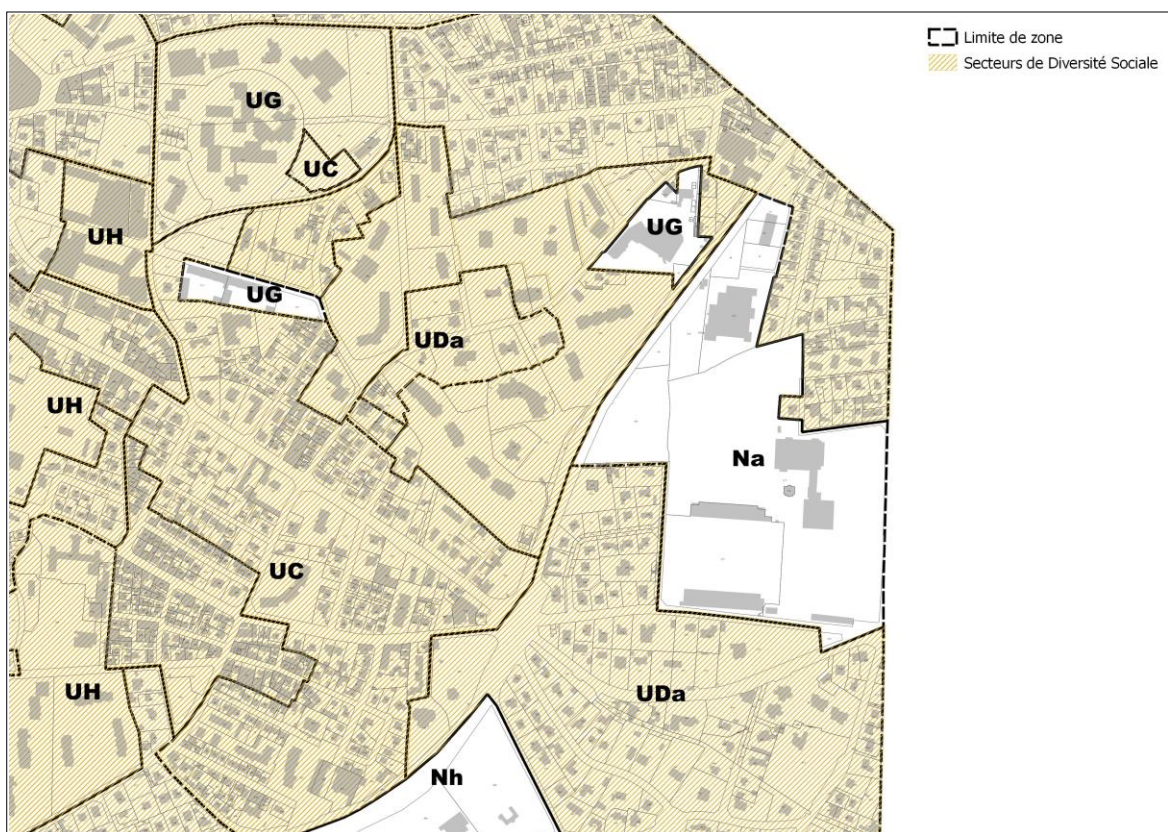 Limite de zone
Secteurs de Diversité Sociale
UG
UC
UH
UG
UG
UDa
UH
Na
UC
UH
UDa
Nh